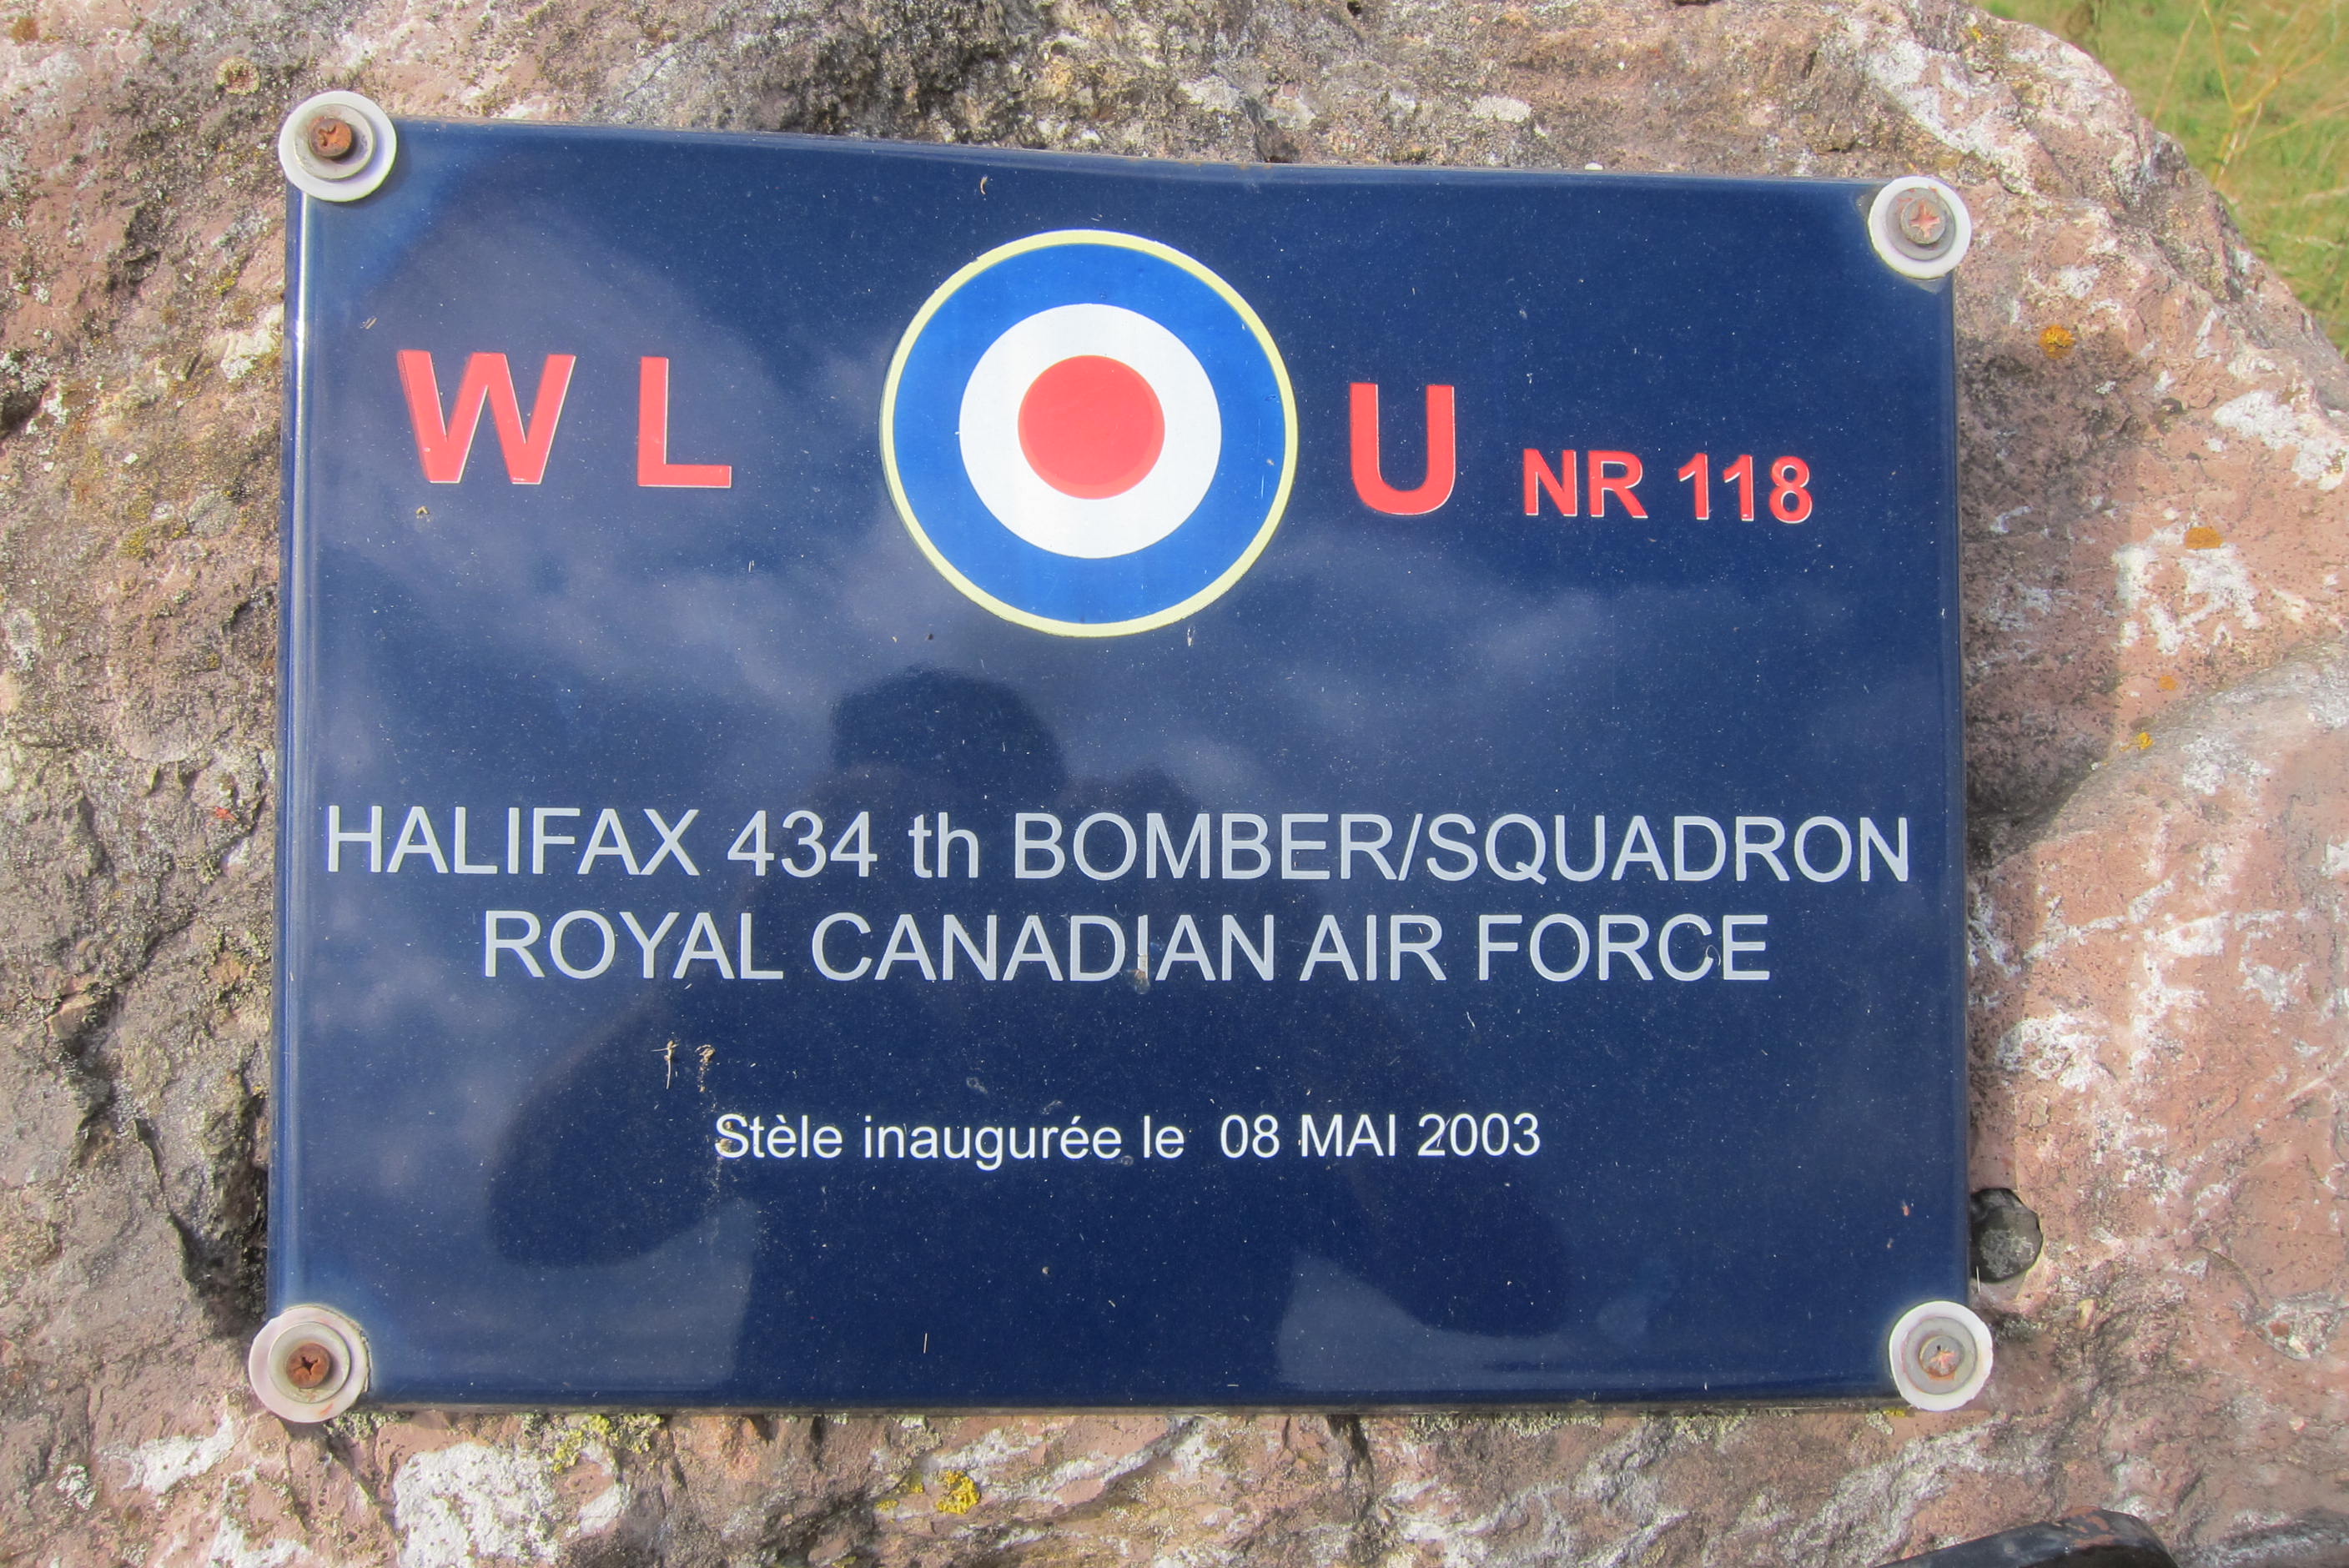 W L U NR 118
HALIFAX 434 th BOMBER/SQUADRON
ROYAL CANADIAN AIR FORCE
Stèle inaugurée le 08 MAI 2003